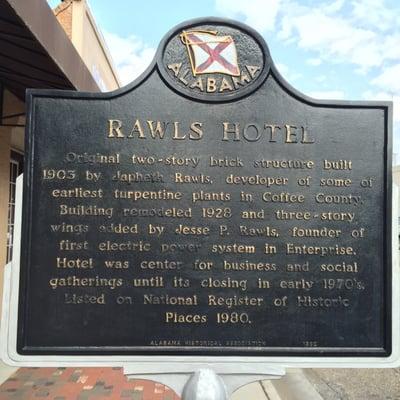 ALABAMA
RAWLS HOTEL
Original two-story brick structure built
1903 by Japheth Rawls, developer of some of
earliest turpentine plants in Coffee County.
Building remodeled 1928 and three-story
wings added by Jesse P. Rawls, founder of
first electric power system in Enterprise.
Hotel was center for business and social
gatherings until its closing in early 1970's.
Listed on National Register of Historic
Places 1980.
ALABAMA HISTORICAL ASSOCIATION